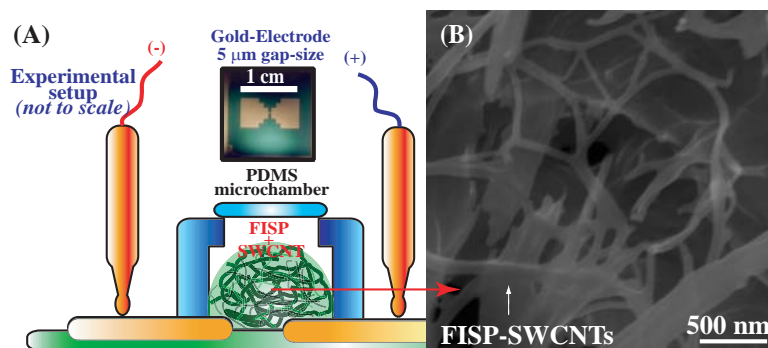 (A)
(-)
Gold-Electrode
5 μm gap-size
(+)
Experimental
setup
(not to scale)
1 cm
PDMS
microchamber
FISP
+
SWCNT
(B)
FISP-SWCNTs
500 nm